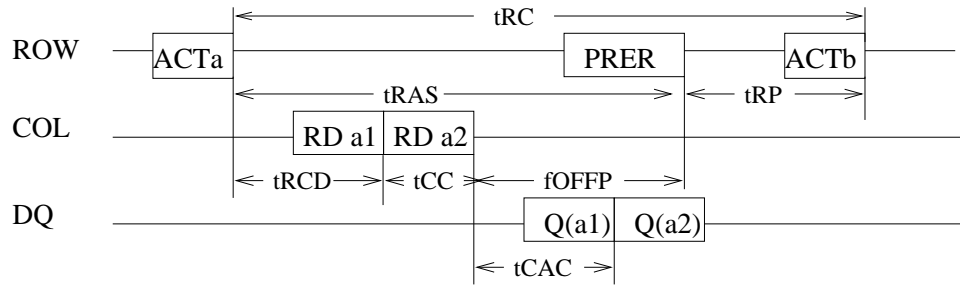 tRC
ROW ACTa PRER ACTb
tRAS tRP
COL RD a1 RD a2
tRCD tCC fOFFP
DQ Q(a1) Q(a2)
tCAC